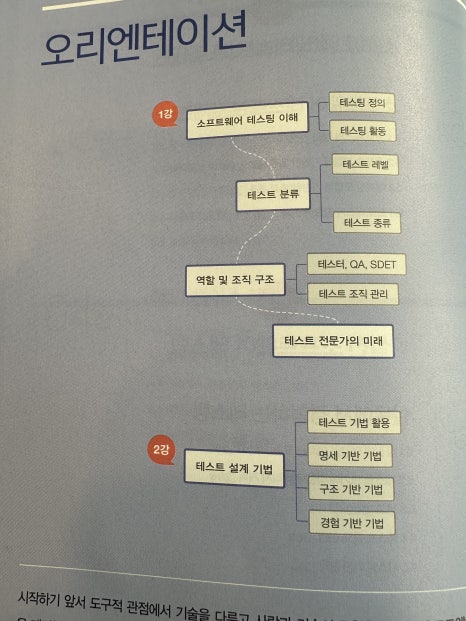 오리엔테이션
1강
소프트웨어 테스팅 이해
테스팅 정의
테스팅 활동
테스트 분류
테스트 레벨
테스트 종류
역할 및 조직 구조
테스터, QA, SDET
테스트 조직 관리
테스트 전문가의 미래
2강
테스트 설계 기법
테스트 기법 활용
명세 기반 기법
구조 기반 기법
경험 기반 기법
시작하기 앞서 도구적 관점에서 기술을 다루고